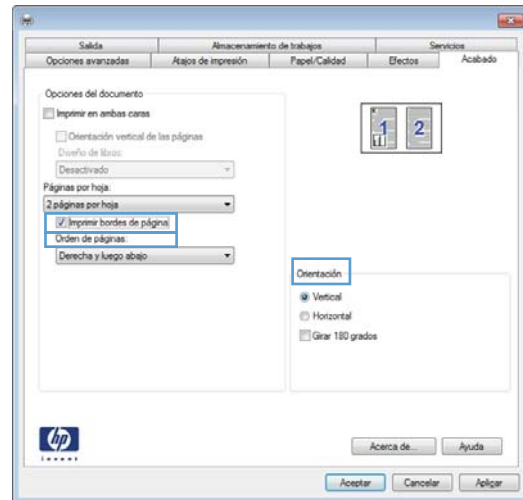 Salida Almacenamiento de trabajos Servicios
Opciones avanzadas Atajos de impresión Papel/Calidad Efectos Acabado
Opciones del documento
Imprimir en ambas caras
Orientación vertical de las páginas
Diseño de libros:
Desactivado
Páginas por hoja:
2 páginas por hoja
Imprimir bordes de página
Orden de páginas:
Derecha y luego abajo
1 2
Orientación
Vertical
Horizontal
Girar 180 grados
hp
invent
Acerca de... Ayuda
Aceptar Cancelar Aplicar